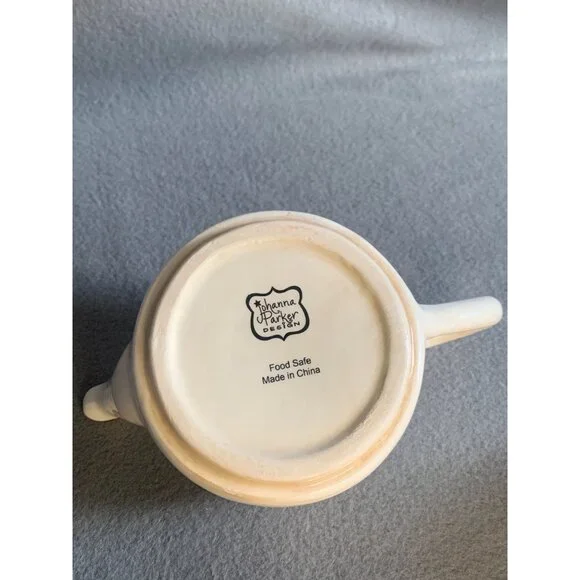 Johanna
Parker
DESIGN
Food Safe
Made in China